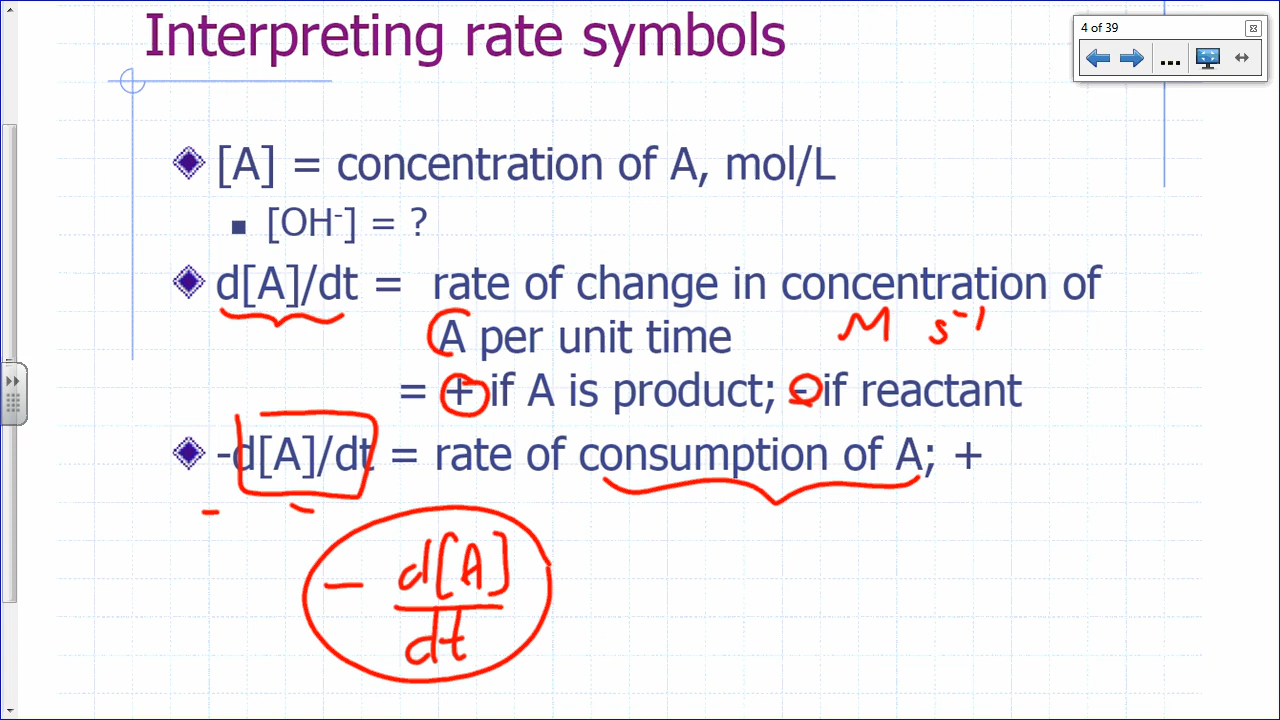 Interpreting rate symbols
4 of 39
[A] = concentration of A, mol/L
[OH-] = ?
d[A]/dt = rate of change in concentration of
A per unit time
M s⁻¹
= + if A is product; - if reactant
-d[A]/dt = rate of consumption of A; +
- -
- d[A]
dt